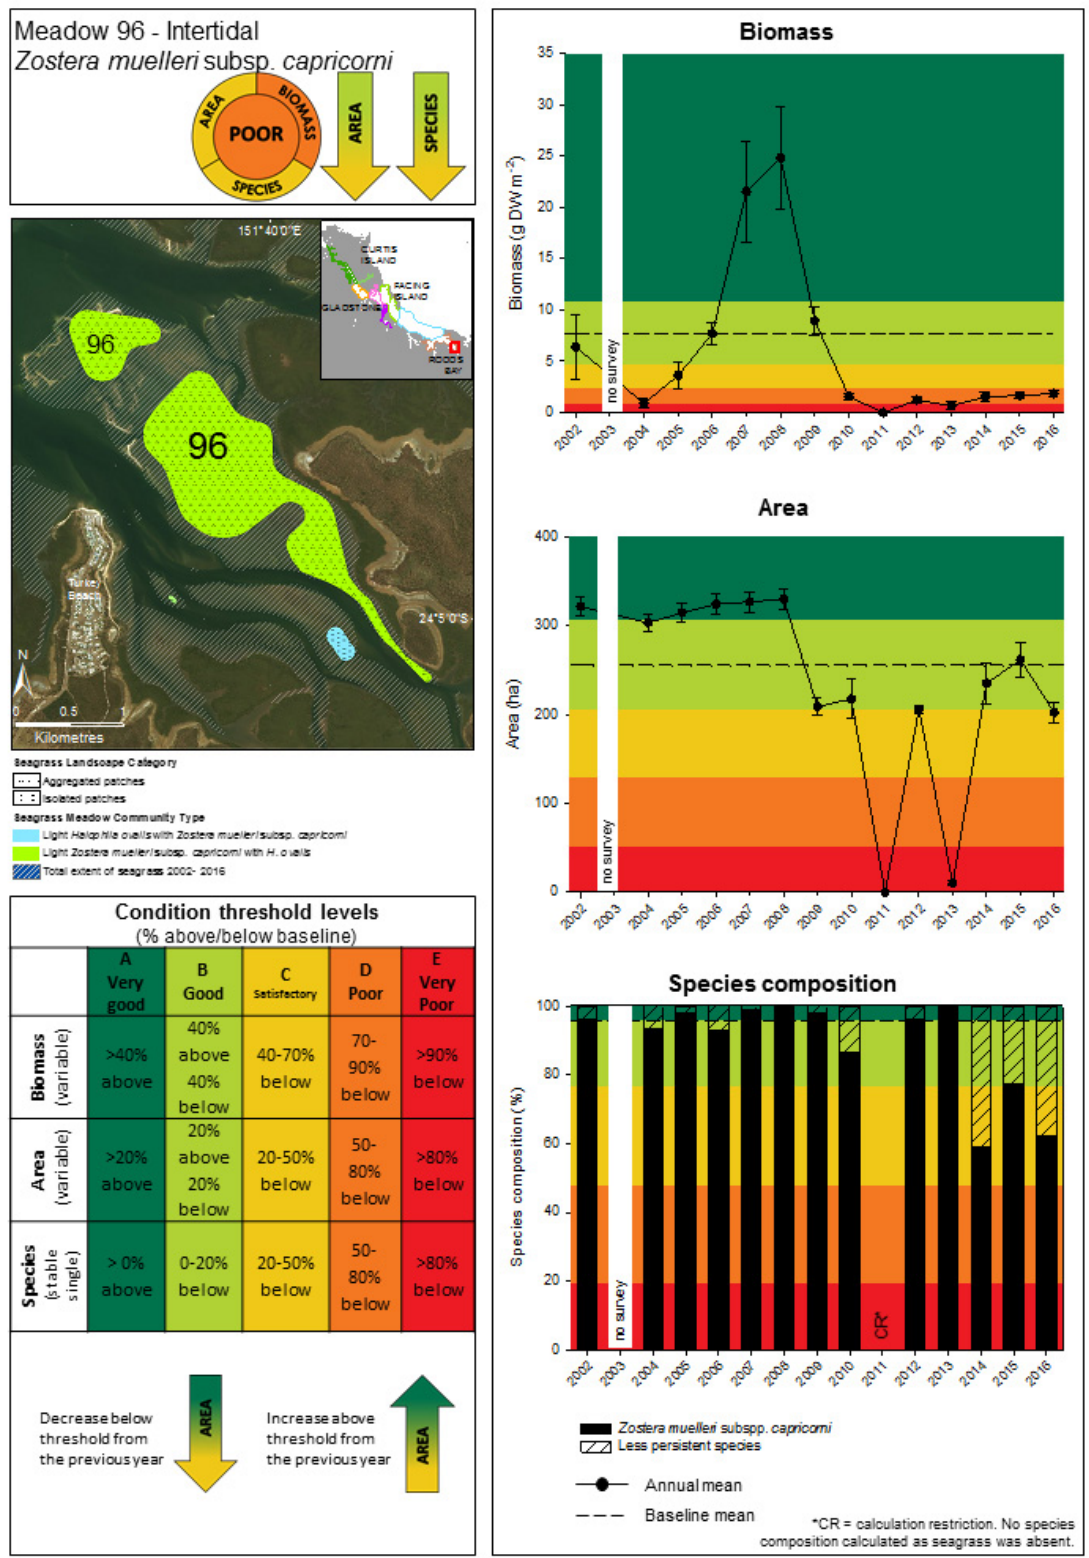 Meadow 96 - Intertidal
Zostera muelleri subsp. capricorni
AREA
BIOMASS
POOR
SPECIES
AREA
SPECIES
151°40'0"E
CURTIS
ISLAND
FACING
ISLAND
GLADSTONE
RODDS
BAY
96
96
Turkey
Beach
24°5'0"S
N
0 0.5 1
Kilometres
Seagrass Landscape Category
Aggregated patches
Isolated patches
Seagrass Meadow Community Type
Light Halophila ovalis with Zostera muelleri subsp. capricorni
Light Zostera muelleri subsp. capricorni with H. ovalis
Total extent of seagrass 2002- 2016
Condition threshold levels
(% above/below baseline)
A
Very
good
B
Good
C
Satisfactory
D
Poor
E
Very
Poor
Biomass
(variable)
>40%
above
40%
above
40%
below
40-70%
below
70-
90%
below
>90%
below
Area
(variable)
>20%
above
20%
above
20%
below
20-50%
below
50-
80%
below
>80%
below
Species
(stable
single)
> 0%
above
0-20%
below
20-50%
below
50-
80%
below
>80%
below
Decrease below
threshold from
the previous year
AREA
Increase above
threshold from
the previous year
AREA
Biomass
Biomass (g DW m-2)
35
30
25
20
15
10
5
0
no survey
2002 2003 2004 2005 2006 2007 2008 2009 2010 2011 2012 2013 2014 2015 2016
Area
Area (ha)
400
300
200
100
0
no survey
2002 2003 2004 2005 2006 2007 2008 2009 2010 2011 2012 2013 2014 2015 2016
Species composition
Species composition (%)
100
80
60
40
20
0
no survey
CR*
2002 2003 2004 2005 2006 2007 2008 2009 2010 2011 2012 2013 2014 2015 2016
Zostera muelleri subspp. capricorni
Less persistent species
Annual mean
Baseline mean
*CR = calculation restriction. No species
composition calculated as seagrass was absent.